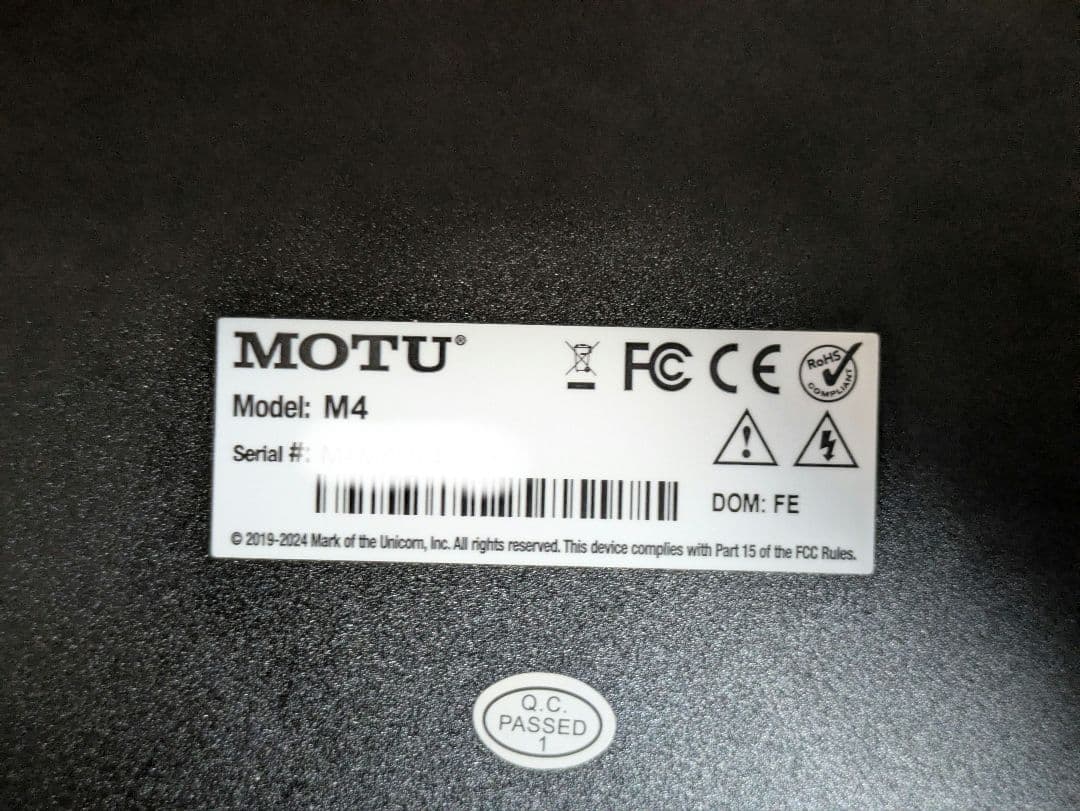 MOTU®
FC CE RoHS COMPLIANT
Model: M4
Serial #:
DOM: FE
© 2019-2024 Mark of the Unicorn, Inc. All rights reserved. This device complies with Part 15 of the FCC Rules.
Q.C.
PASSED
1